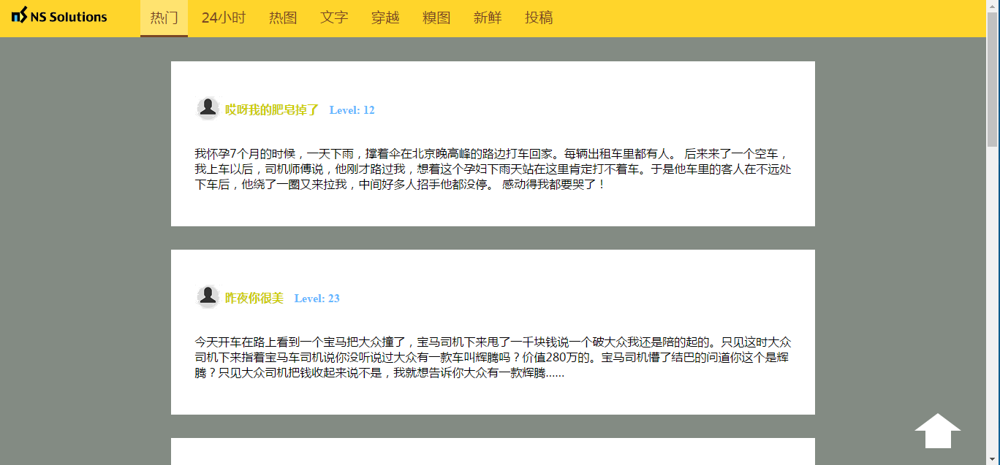 NS Solutions 热门 24小时 热图 文字 穿越 糗图 新鲜 投稿
哎呀我的肥皂掉了 Level: 12
我怀孕7个月的时候，一天下雨，撑着伞在北京晚高峰的路边打车回家。每辆出租车里都有人。 后来来了一个空车，
我上车以后，司机师傅说，他刚才路过我，想着这个孕妇下雨天站在这里肯定打不着车。于是他车里的客人在不远处
下车后，他绕了一圈又来拉我，中间好多人招手他都没停。 感动得我都要哭了！
昨夜你很美 Level: 23
今天开车在路上看到一个宝马把大众撞了，宝马司机下来甩了一千块钱说一个破大众我还是陪的起的。只见这时大众
司机下来指着宝马车司机说你没听说过大众有一款车叫辉腾吗？价值280万的。宝马司机懵了结巴的问道你这个是辉
腾？只见大众司机把钱收起来说不是，我就想告诉你大众有一款辉腾......